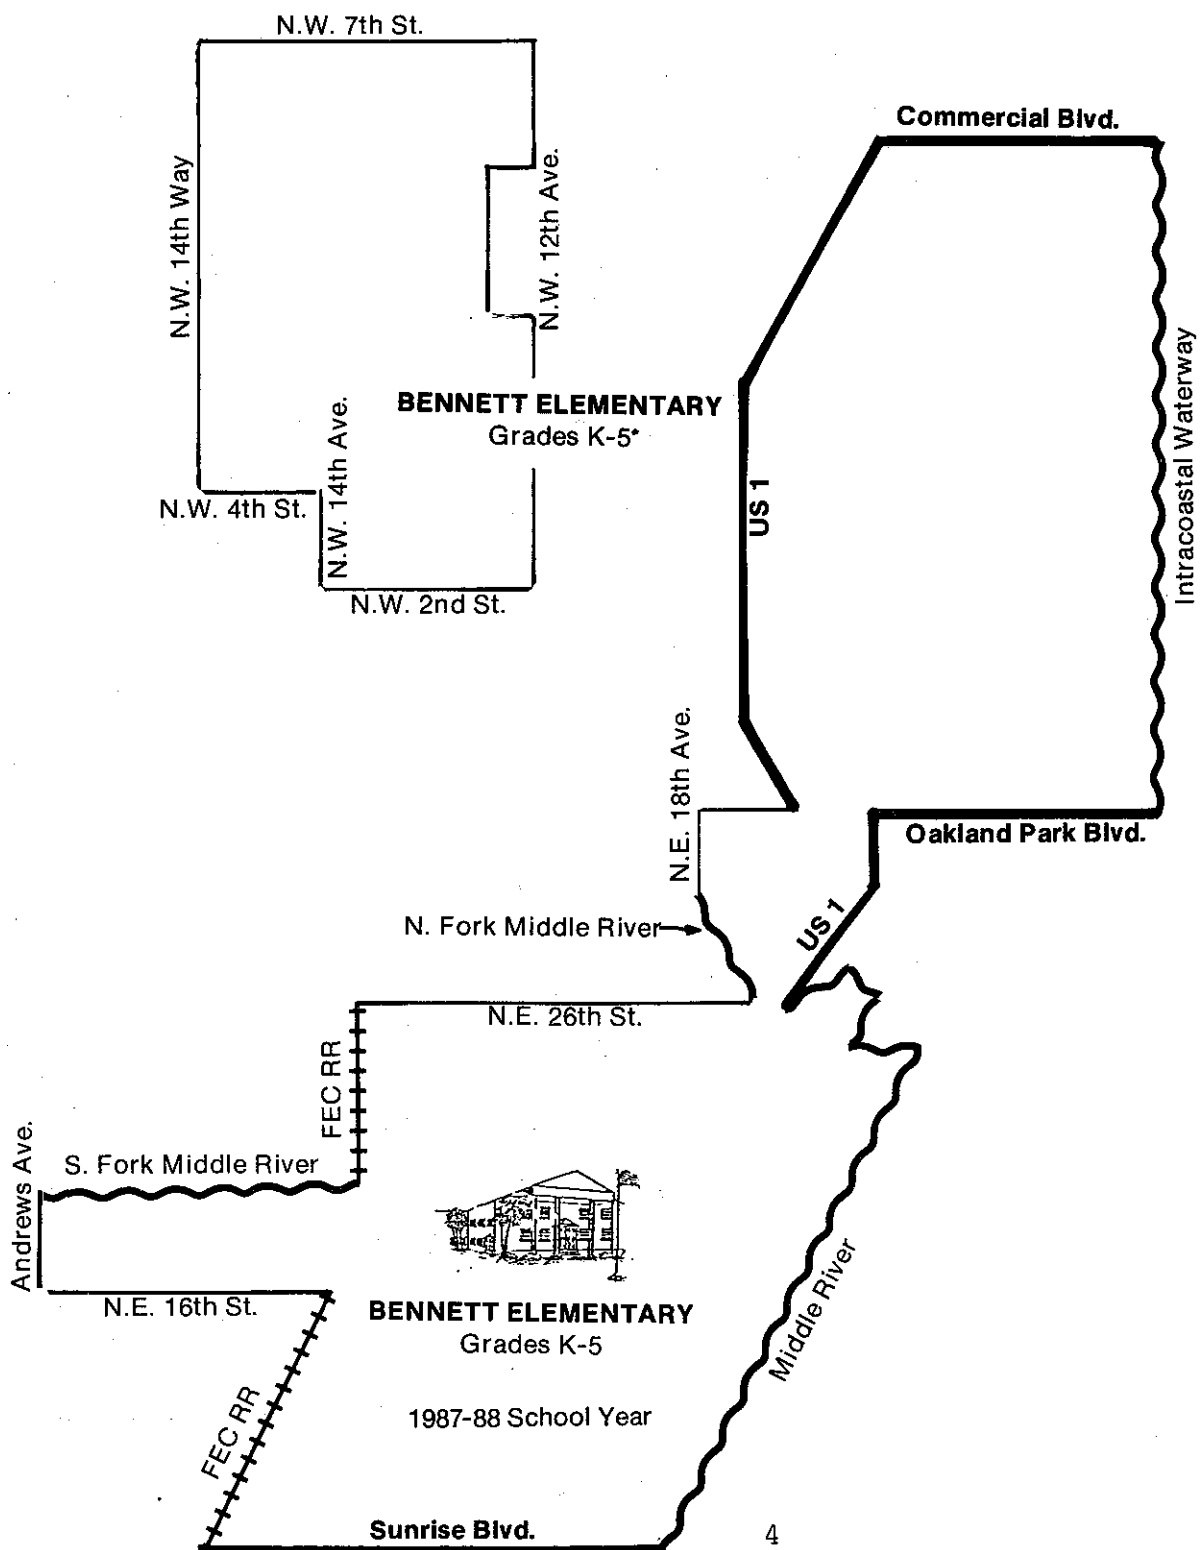 N.W. 7th St.
Commercial Blvd.
N.W. 14th Way
N.W. 12th Ave.
Intracoastal Waterway
BENNETT ELEMENTARY
Grades K-5*
N.W. 14th Ave.
US 1
N.W. 4th St.
N.W. 2nd St.
N.E. 18th Ave.
Oakland Park Blvd.
N. Fork Middle River
US 1
N.E. 26th St.
FEC RR
Andrews Ave.
S. Fork Middle River
N.E. 16th St.
BENNETT ELEMENTARY
Grades K-5
Middle River
1987-88 School Year
FEC RR
Sunrise Blvd.
4